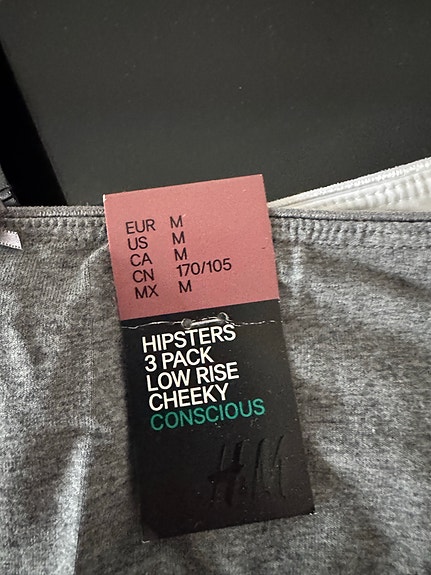 EUR M
US M
CA M
CN 170/105
MX M
HIPSTERS
3 PACK
LOW RISE
CHEEKY
CONSCIOUS
H&M